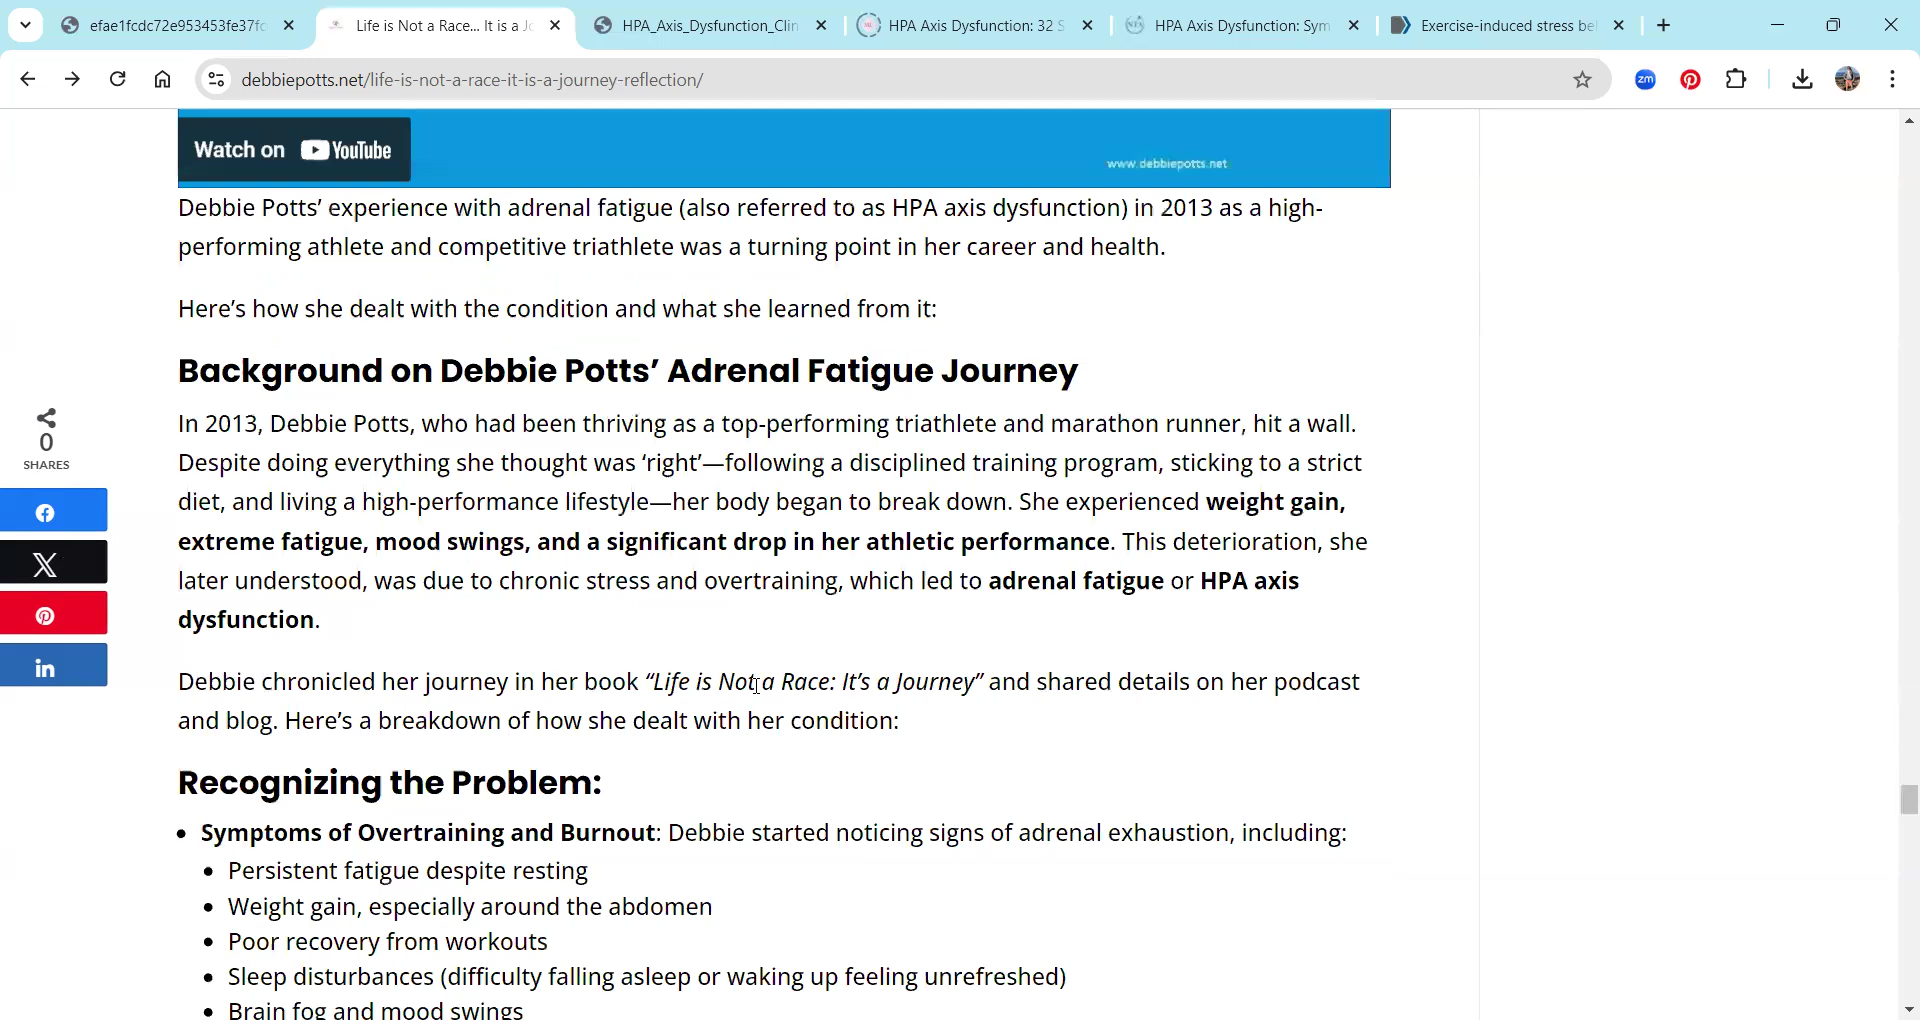 efae1fcdc72e953453fe37fc
Life is Not a Race... It is a Jo
HPA_Axis_Dysfunction_Clin
HPA Axis Dysfunction: 32 S
HPA Axis Dysfunction: Sym
Exercise-induced stress be
debbiepotts.net/life-is-not-a-race-it-is-a-journey-reflection/
zm
Watch on YouTube
www.debbiepotts.net
Debbie Potts’ experience with adrenal fatigue (also referred to as HPA axis dysfunction) in 2013 as a high-
performing athlete and competitive triathlete was a turning point in her career and health.
Here’s how she dealt with the condition and what she learned from it:
Background on Debbie Potts’ Adrenal Fatigue Journey
In 2013, Debbie Potts, who had been thriving as a top-performing triathlete and marathon runner, hit a wall.
Despite doing everything she thought was ‘right’—following a disciplined training program, sticking to a strict
diet, and living a high-performance lifestyle—her body began to break down. She experienced weight gain,
extreme fatigue, mood swings, and a significant drop in her athletic performance. This deterioration, she
later understood, was due to chronic stress and overtraining, which led to adrenal fatigue or HPA axis
dysfunction.
0
SHARES
Debbie chronicled her journey in her book “Life is Not a Race: It’s a Journey” and shared details on her podcast
and blog. Here’s a breakdown of how she dealt with her condition:
Recognizing the Problem:
• Symptoms of Overtraining and Burnout: Debbie started noticing signs of adrenal exhaustion, including:
• Persistent fatigue despite resting
• Weight gain, especially around the abdomen
• Poor recovery from workouts
• Sleep disturbances (difficulty falling asleep or waking up feeling unrefreshed)
• Brain fog and mood swings